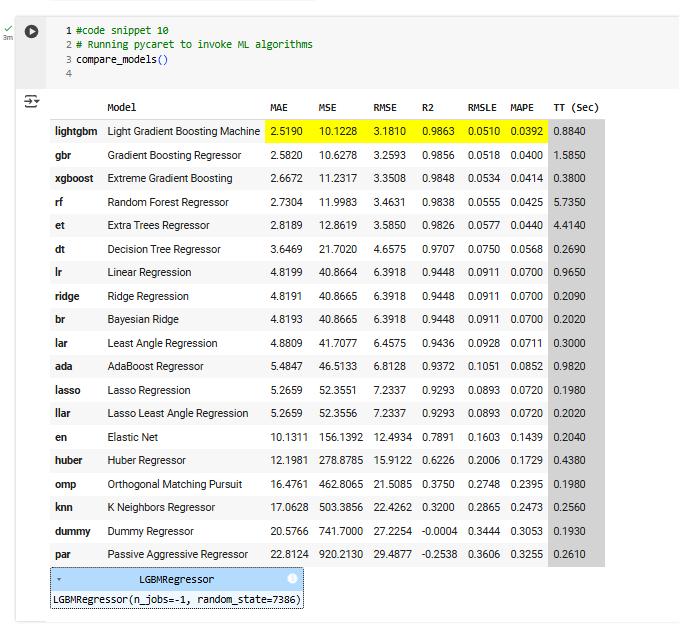 1 #code snippet 10
3m
2 # Running pycaret to invoke ML algorithms
3 compare_models()
4
Model MAE MSE RMSE R2 RMSLE MAPE TT (Sec)
lightgbm Light Gradient Boosting Machine 2.5190 10.1228 3.1810 0.9863 0.0510 0.0392 0.8840
gbr Gradient Boosting Regressor 2.5820 10.6278 3.2593 0.9856 0.0518 0.0400 1.5850
xgboost Extreme Gradient Boosting 2.6672 11.2317 3.3508 0.9848 0.0534 0.0414 0.3800
rf Random Forest Regressor 2.7304 11.9983 3.4631 0.9838 0.0555 0.0425 5.7350
et Extra Trees Regressor 2.8189 12.8619 3.5850 0.9826 0.0577 0.0440 4.4140
dt Decision Tree Regressor 3.6469 21.7020 4.6575 0.9707 0.0750 0.0568 0.2690
lr Linear Regression 4.8199 40.8664 6.3918 0.9448 0.0911 0.0700 0.9650
ridge Ridge Regression 4.8191 40.8665 6.3918 0.9448 0.0911 0.0700 0.2090
br Bayesian Ridge 4.8193 40.8665 6.3918 0.9448 0.0911 0.0700 0.2020
lar Least Angle Regression 4.8809 41.7077 6.4575 0.9436 0.0928 0.0711 0.3000
ada AdaBoost Regressor 5.4847 46.5133 6.8128 0.9372 0.1051 0.0852 0.9820
lasso Lasso Regression 5.2659 52.3551 7.2337 0.9293 0.0893 0.0720 0.1980
llar Lasso Least Angle Regression 5.2659 52.3556 7.2337 0.9293 0.0893 0.0720 0.2020
en Elastic Net 10.1311 156.1392 12.4934 0.7891 0.1603 0.1439 0.2040
huber Huber Regressor 12.1981 278.8785 15.9122 0.6226 0.2006 0.1729 0.4380
omp Orthogonal Matching Pursuit 16.4761 462.8065 21.5085 0.3750 0.2748 0.2395 0.1980
knn K Neighbors Regressor 17.0628 503.3856 22.4262 0.3200 0.2865 0.2473 0.2560
dummy Dummy Regressor 20.5766 741.7000 27.2254 -0.0004 0.3444 0.3053 0.1930
par Passive Aggressive Regressor 22.8124 920.2130 29.4877 -0.2538 0.3606 0.3255 0.2610
LGBMRegressor
LGBMRegressor(n_jobs=-1, random_state=7386)